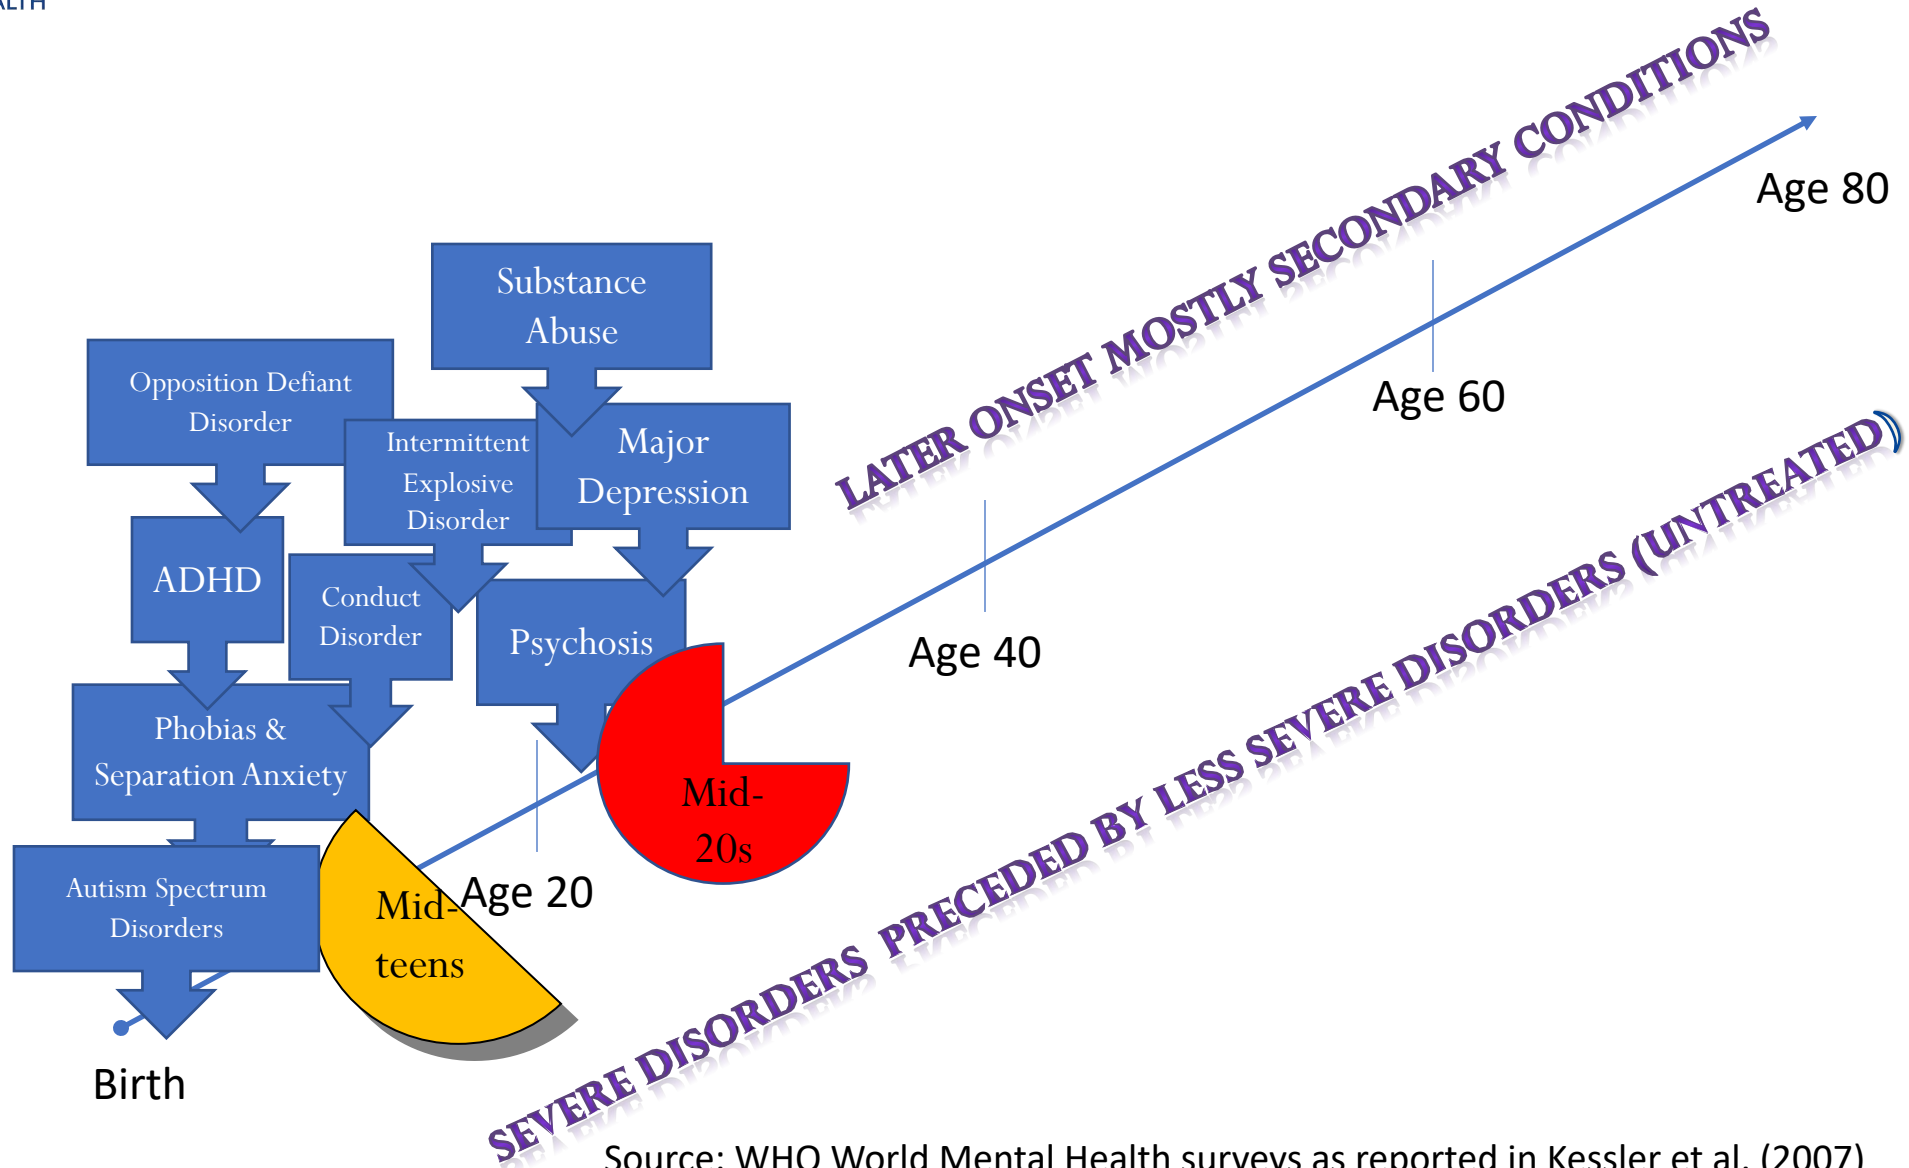 LATER ONSET MOSTLY SECONDARY CONDITIONS
Age 80
Substance
Abuse
Opposition Defiant
Disorder
Intermittent
Explosive
Disorder
Major
Depression
Age 60
ADHD
Conduct
Disorder
Psychosis
Age 40
Phobias &
Separation Anxiety
Mid-
20s
Autism Spectrum
Disorders
Mid-
teens
Age 20
Birth
SEVERE DISORDERS PRECEDED BY LESS SEVERE DISORDERS (UNTREATED)
Source: WHO World Mental Health surveys as reported in Kessler et al. (2007)